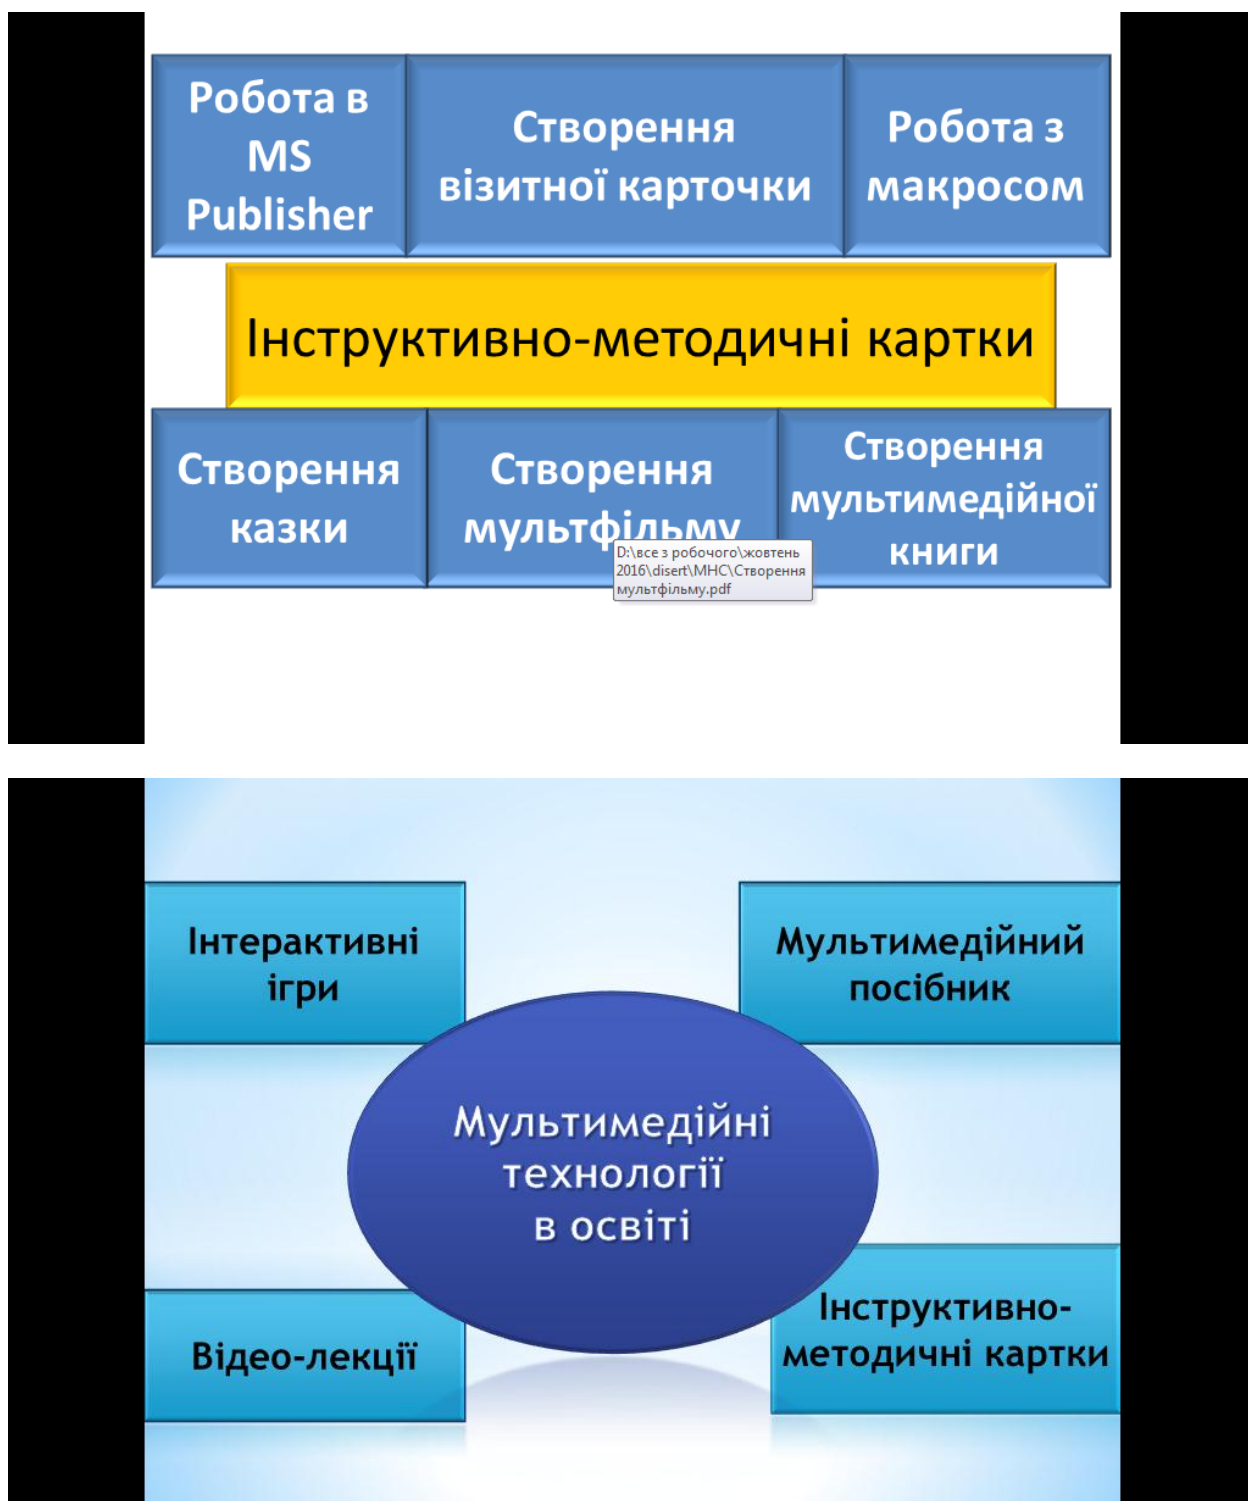 Робота в
MS
Publisher
Створення
візитної карточки
Робота з
макросом
Інструктивно-методичні картки
Створення
казки
Створення
мультфільму
Створення
мультимедійної
книги
D:\все з робочого\жовтень
2016\disert\МНС\Створення
мультфільму.pdf
Інтерактивні
ігри
Мультимедійний
посібник
Мультимедійні
технології
в освіті
Відео-лекції
Інструктивно-
методичні картки